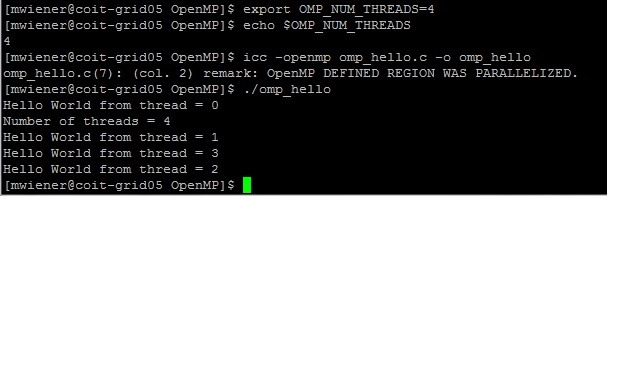 [mwiener@coit-grid05 OpenMP]$ export OMP_NUM_THREADS=4
[mwiener@coit-grid05 OpenMP]$ echo $OMP_NUM_THREADS
4
[mwiener@coit-grid05 OpenMP]$ icc -openmp omp_hello.c -o omp_hello
omp_hello.c(7): (col. 2) remark: OpenMP DEFINED REGION WAS PARALLELIZED.
[mwiener@coit-grid05 OpenMP]$ ./omp_hello
Hello World from thread = 0
Number of threads = 4
Hello World from thread = 1
Hello World from thread = 3
Hello World from thread = 2
[mwiener@coit-grid05 OpenMP]$